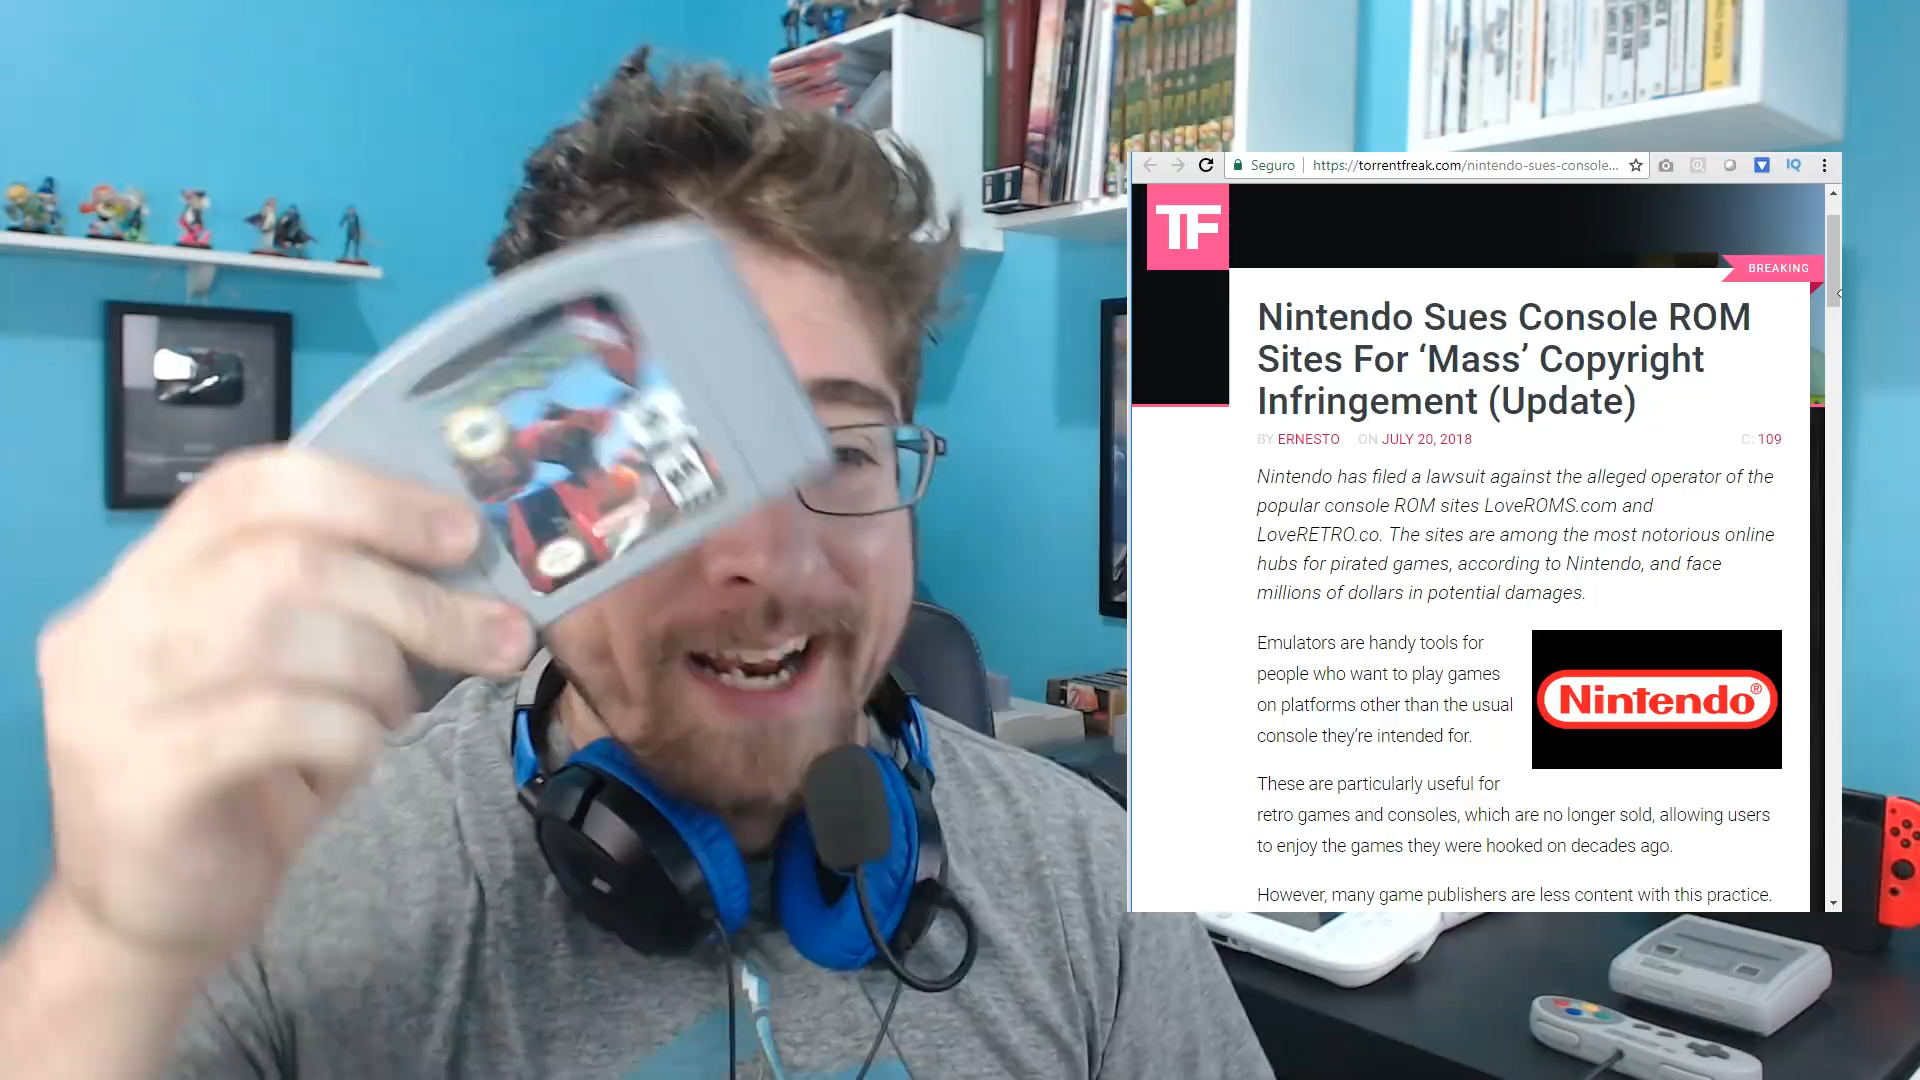 Seguro
https://torrentfreak.com/nintendo-sues-console...
IQ
TF
BREAKING
Nintendo Sues Console ROM
Sites For ‘Mass’ Copyright
Infringement (Update)
BY ERNESTO ON JULY 20, 2018 C: 109
Nintendo has filed a lawsuit against the alleged operator of the
popular console ROM sites LoveROMS.com and
LoveRETRO.co. The sites are among the most notorious online
hubs for pirated games, according to Nintendo, and face
millions of dollars in potential damages.
Emulators are handy tools for
people who want to play games
on platforms other than the usual
console they’re intended for.
Nintendo®
These are particularly useful for
retro games and consoles, which are no longer sold, allowing users
to enjoy the games they were hooked on decades ago.
However, many game publishers are less content with this practice.